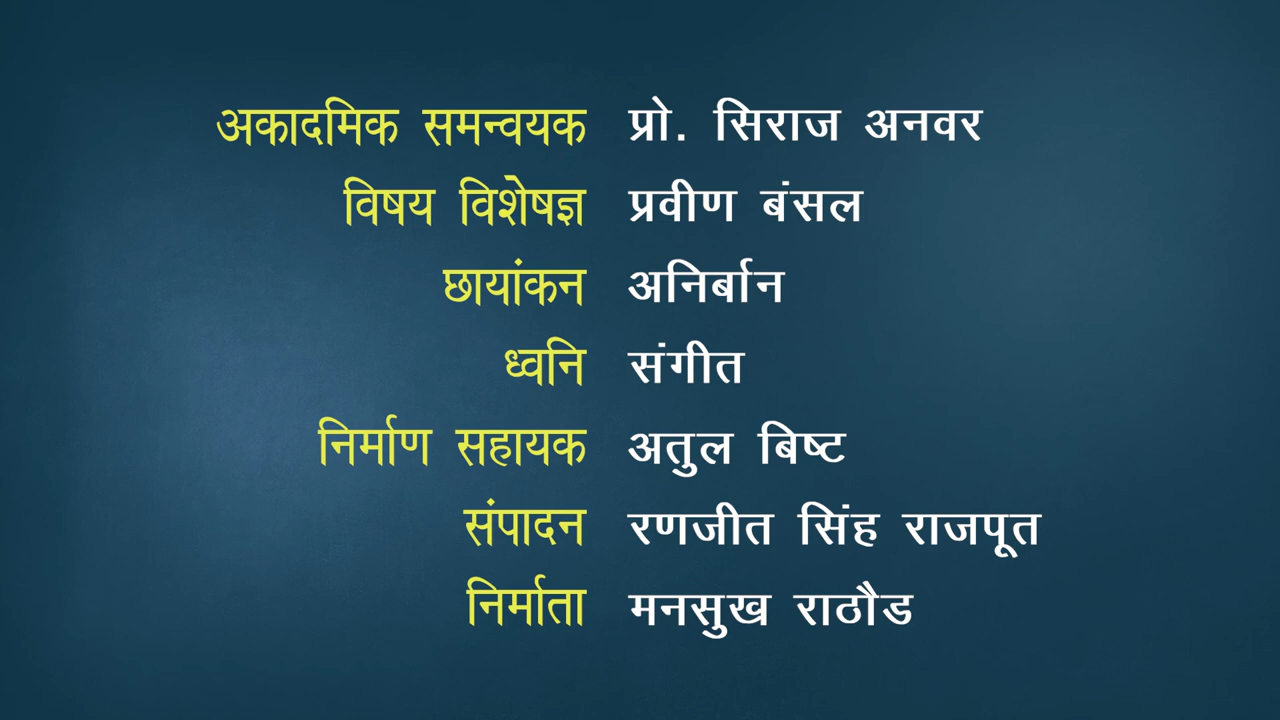 अकादमिक समन्वयक प्रो. सिराज अनवर
विषय विशेषज्ञ प्रवीण बंसल
छायांकन अनिर्बान
ध्वनि संगीत
निर्माण सहायक अतुल बिष्ट
संपादन रणजीत सिंह राजपूत
निर्माता मनसुख राठौड